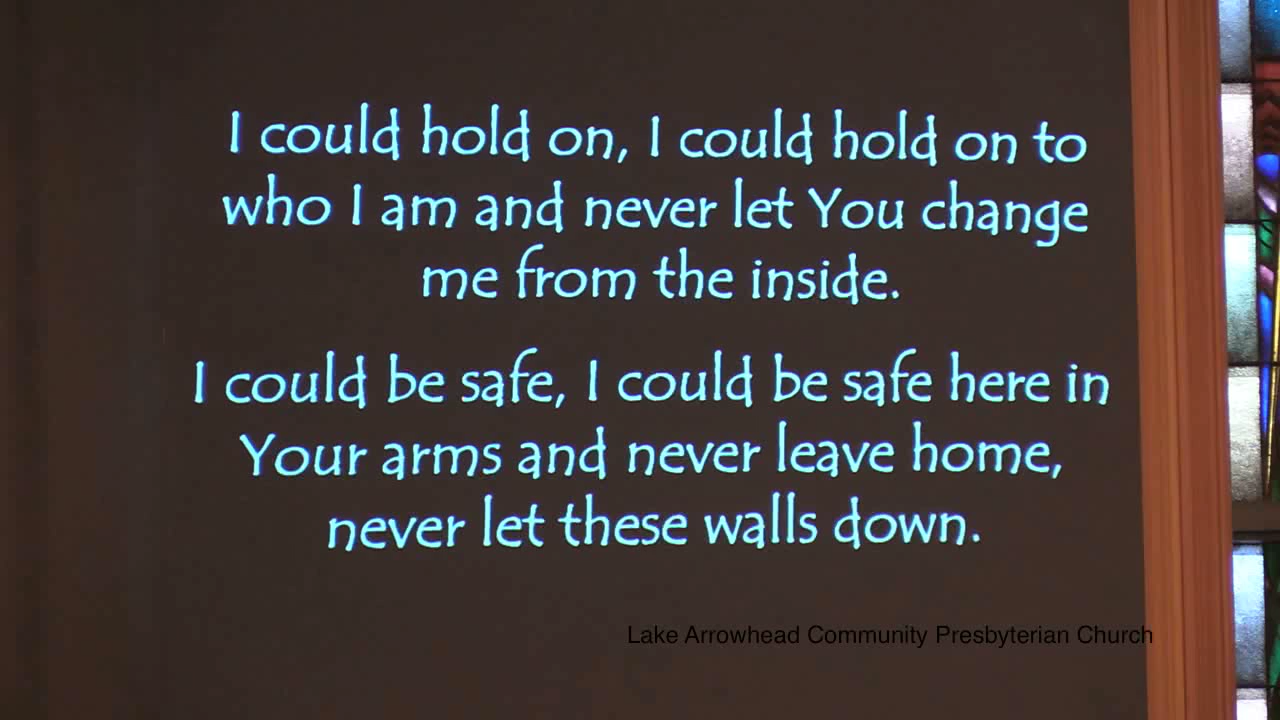 I could hold on, I could hold on to
who I am and never let You change
me from the inside.
I could be safe, I could be safe here in
Your arms and never leave home,
never let these walls down.
Lake Arrowhead Community Presbyterian Church